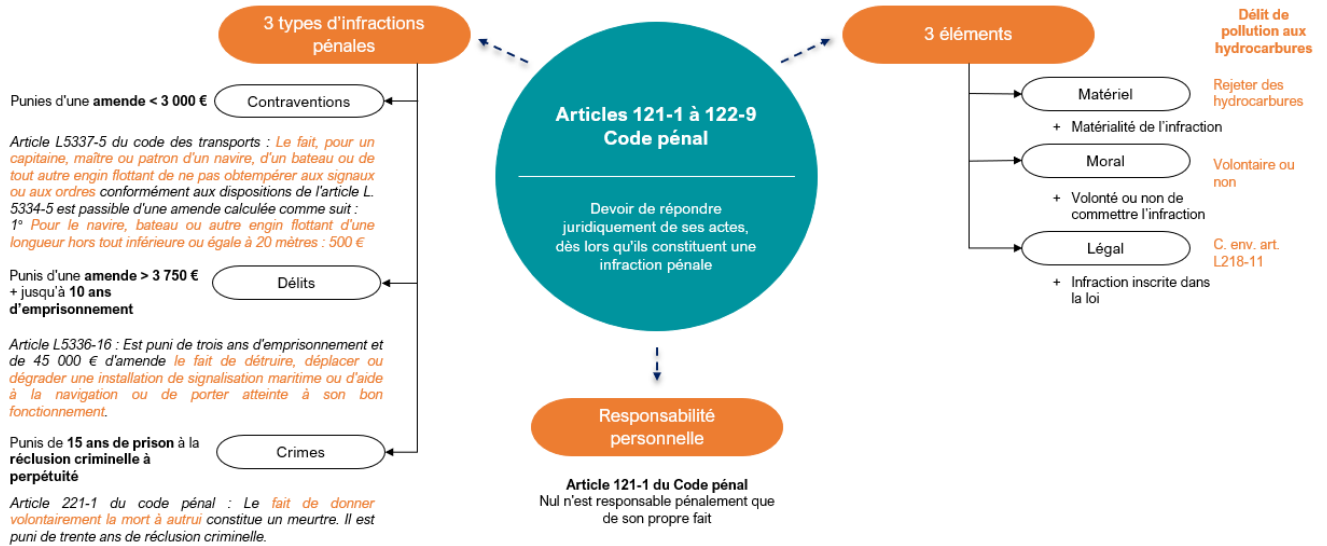 3 types d'infractions
pénales
Punies d'une amende < 3 000 €
Contraventions
Article L5337-5 du code des transports : Le fait, pour un
capitaine, maître ou patron d'un navire, d'un bateau ou de
tout autre engin flottant de ne pas obtempérer aux signaux
ou aux ordres conformément aux dispositions de l'article L.
5334-5 est passible d'une amende calculée comme suit :
1° Pour le navire, bateau ou autre engin flottant d'une
longueur hors tout inférieure ou égale à 20 mètres : 500 €
Punis d'une amende > 3 750 €
+ jusqu'à 10 ans
d'emprisonnement
Délits
Article L5336-16 : Est puni de trois ans d'emprisonnement et
de 45 000 € d'amende le fait de détruire, déplacer ou
dégrader une installation de signalisation maritime ou d'aide
à la navigation ou de porter atteinte à son bon
fonctionnement.
Punis de 15 ans de prison à la
réclusion criminelle à
perpétuité
Crimes
Article 221-1 du code pénal : Le fait de donner
volontairement la mort à autrui constitue un meurtre. Il est
puni de trente ans de réclusion criminelle.
Articles 121-1 à 122-9
Code pénal
Devoir de répondre
juridiquement de ses actes,
dès lors qu'ils constituent une
infraction pénale
Responsabilité
personnelle
Article 121-1 du Code pénal
Nul n'est responsable pénalement que
de son propre fait
3 éléments
Délit de
pollution aux
hydrocarbures
Matériel
Rejeter des
hydrocarbures
+ Matérialité de l'infraction
Moral
Volontaire ou
non
+ Volonté ou non de
commettre l'infraction
Légal
C. env. art.
L218-11
+ Infraction inscrite dans
la loi